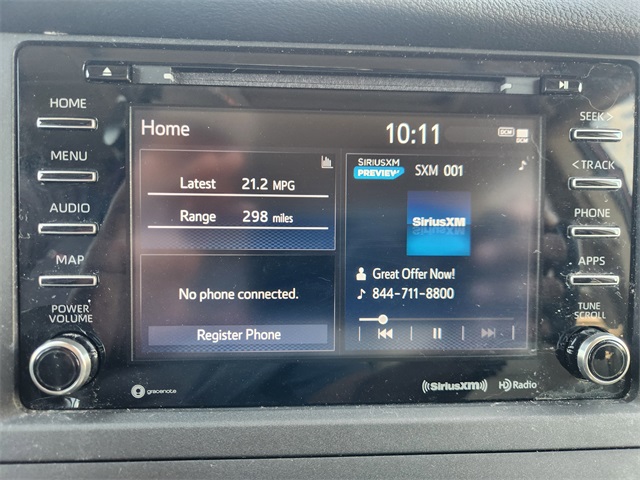 HOME
MENU
AUDIO
MAP
POWER
VOLUME
Home
10:11
DCM
DCM
Latest 21.2 MPG
Range 298 miles
No phone connected.
Register Phone
SIRIUSXM
PREVIEW
SXM 001
SiriusXM
Great Offer Now!
844-711-8800
SEEK >
< TRACK
PHONE
APPS
TUNE
SCROLL
gracenote
((SiriusXM))
HD Radio